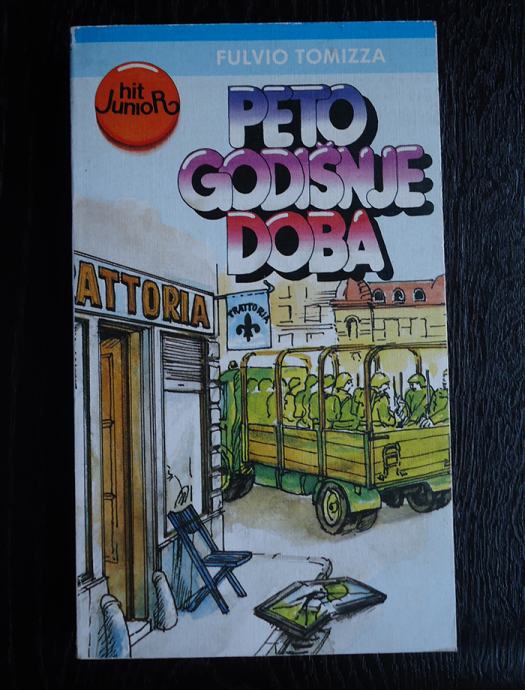 FULVIO TOMIZZA
hit
JunioR
PETO
GODIŠNJE
DOBA
ATTORIA
TRATTORIA